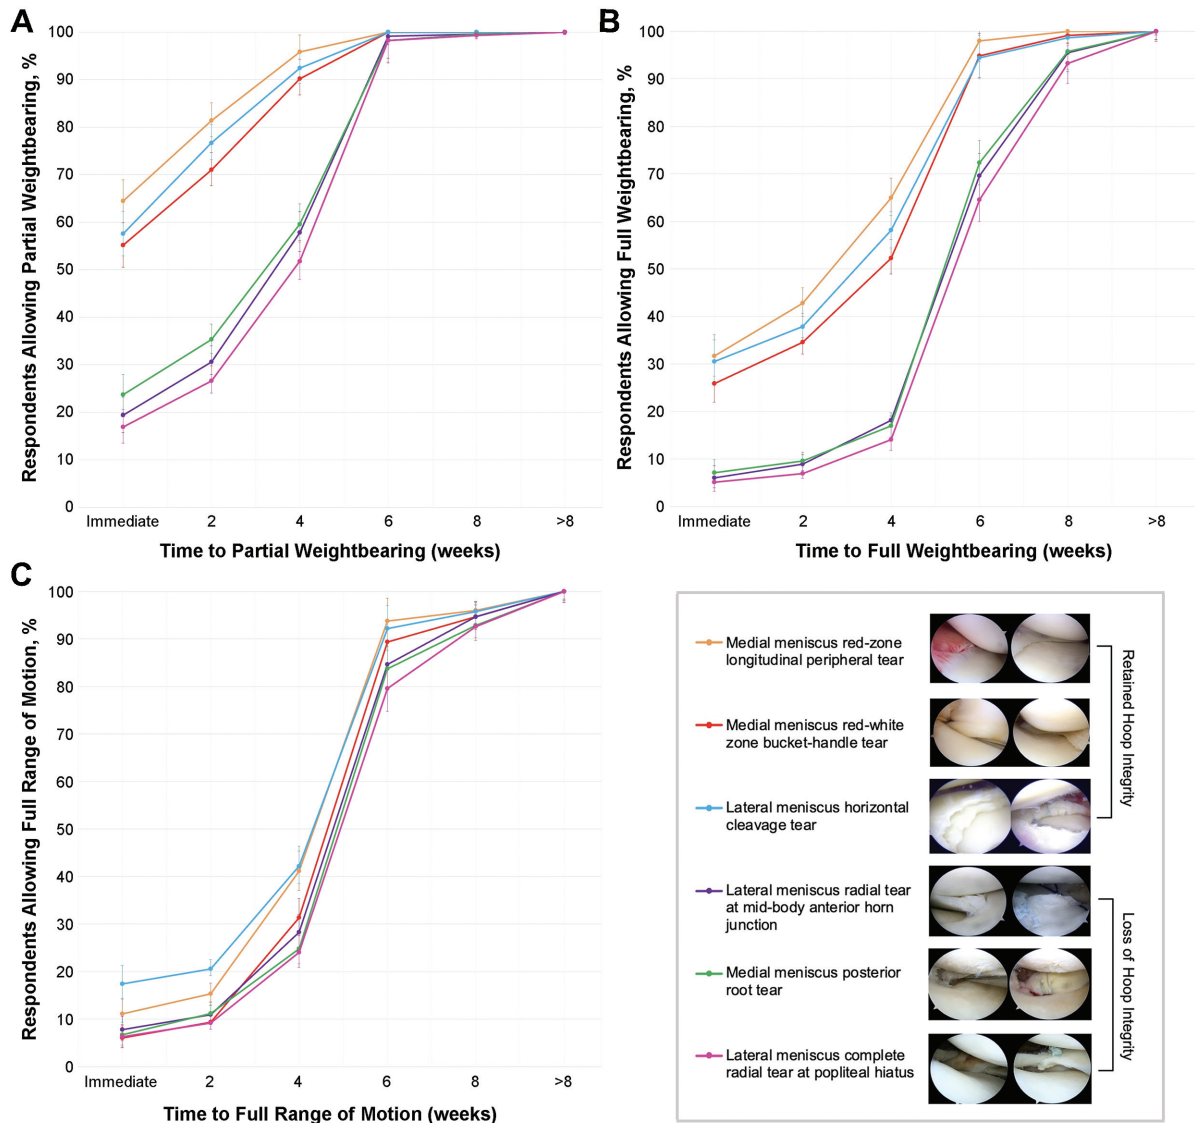 A
Respondents Allowing Partial Weightbearing, %
100
90
80
70
60
50
40
30
20
10
0
Immediate 2 4 6 8 >8
Time to Partial Weightbearing (weeks)
B
Respondents Allowing Full Weightbearing, %
100
90
80
70
60
50
40
30
20
10
0
Immediate 2 4 6 8 >8
Time to Full Weightbearing (weeks)
C
Respondents Allowing Full Range of Motion, %
100
90
80
70
60
50
40
30
20
10
0
Immediate 2 4 6 8 >8
Time to Full Range of Motion (weeks)
Medial meniscus red-zone
longitudinal peripheral tear
Medial meniscus red-white
zone bucket-handle tear
Lateral meniscus horizontal
cleavage tear
Retained Hoop Integrity
Lateral meniscus radial tear
at mid-body anterior horn
junction
Medial meniscus posterior
root tear
Lateral meniscus complete
radial tear at popliteal hiatus
Loss of Hoop Integrity